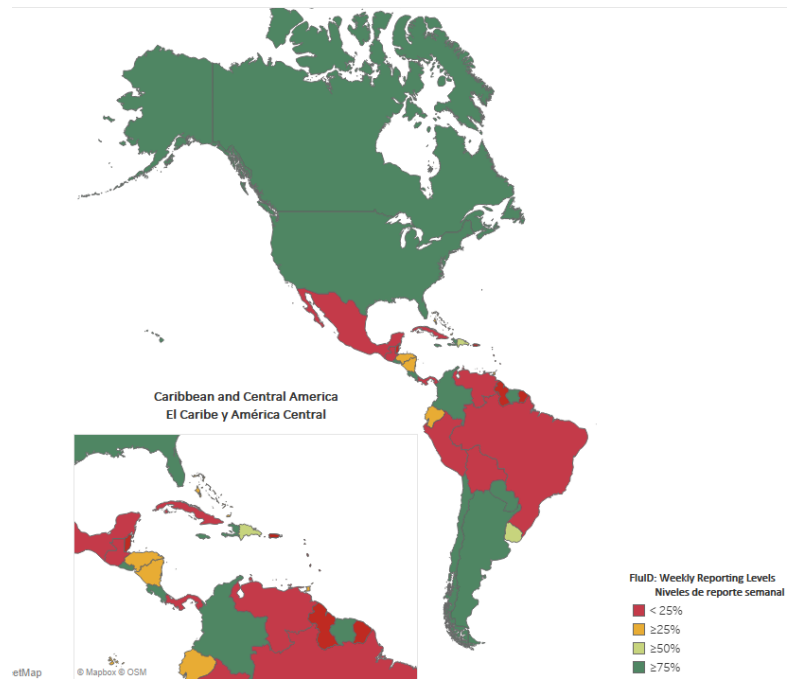 Caribbean and Central America
El Caribe y América Central
FluID: Weekly Reporting Levels
Niveles de reporte semanal
< 25%
≥25%
≥50%
≥75%
etMap
© Mapbox © OSM